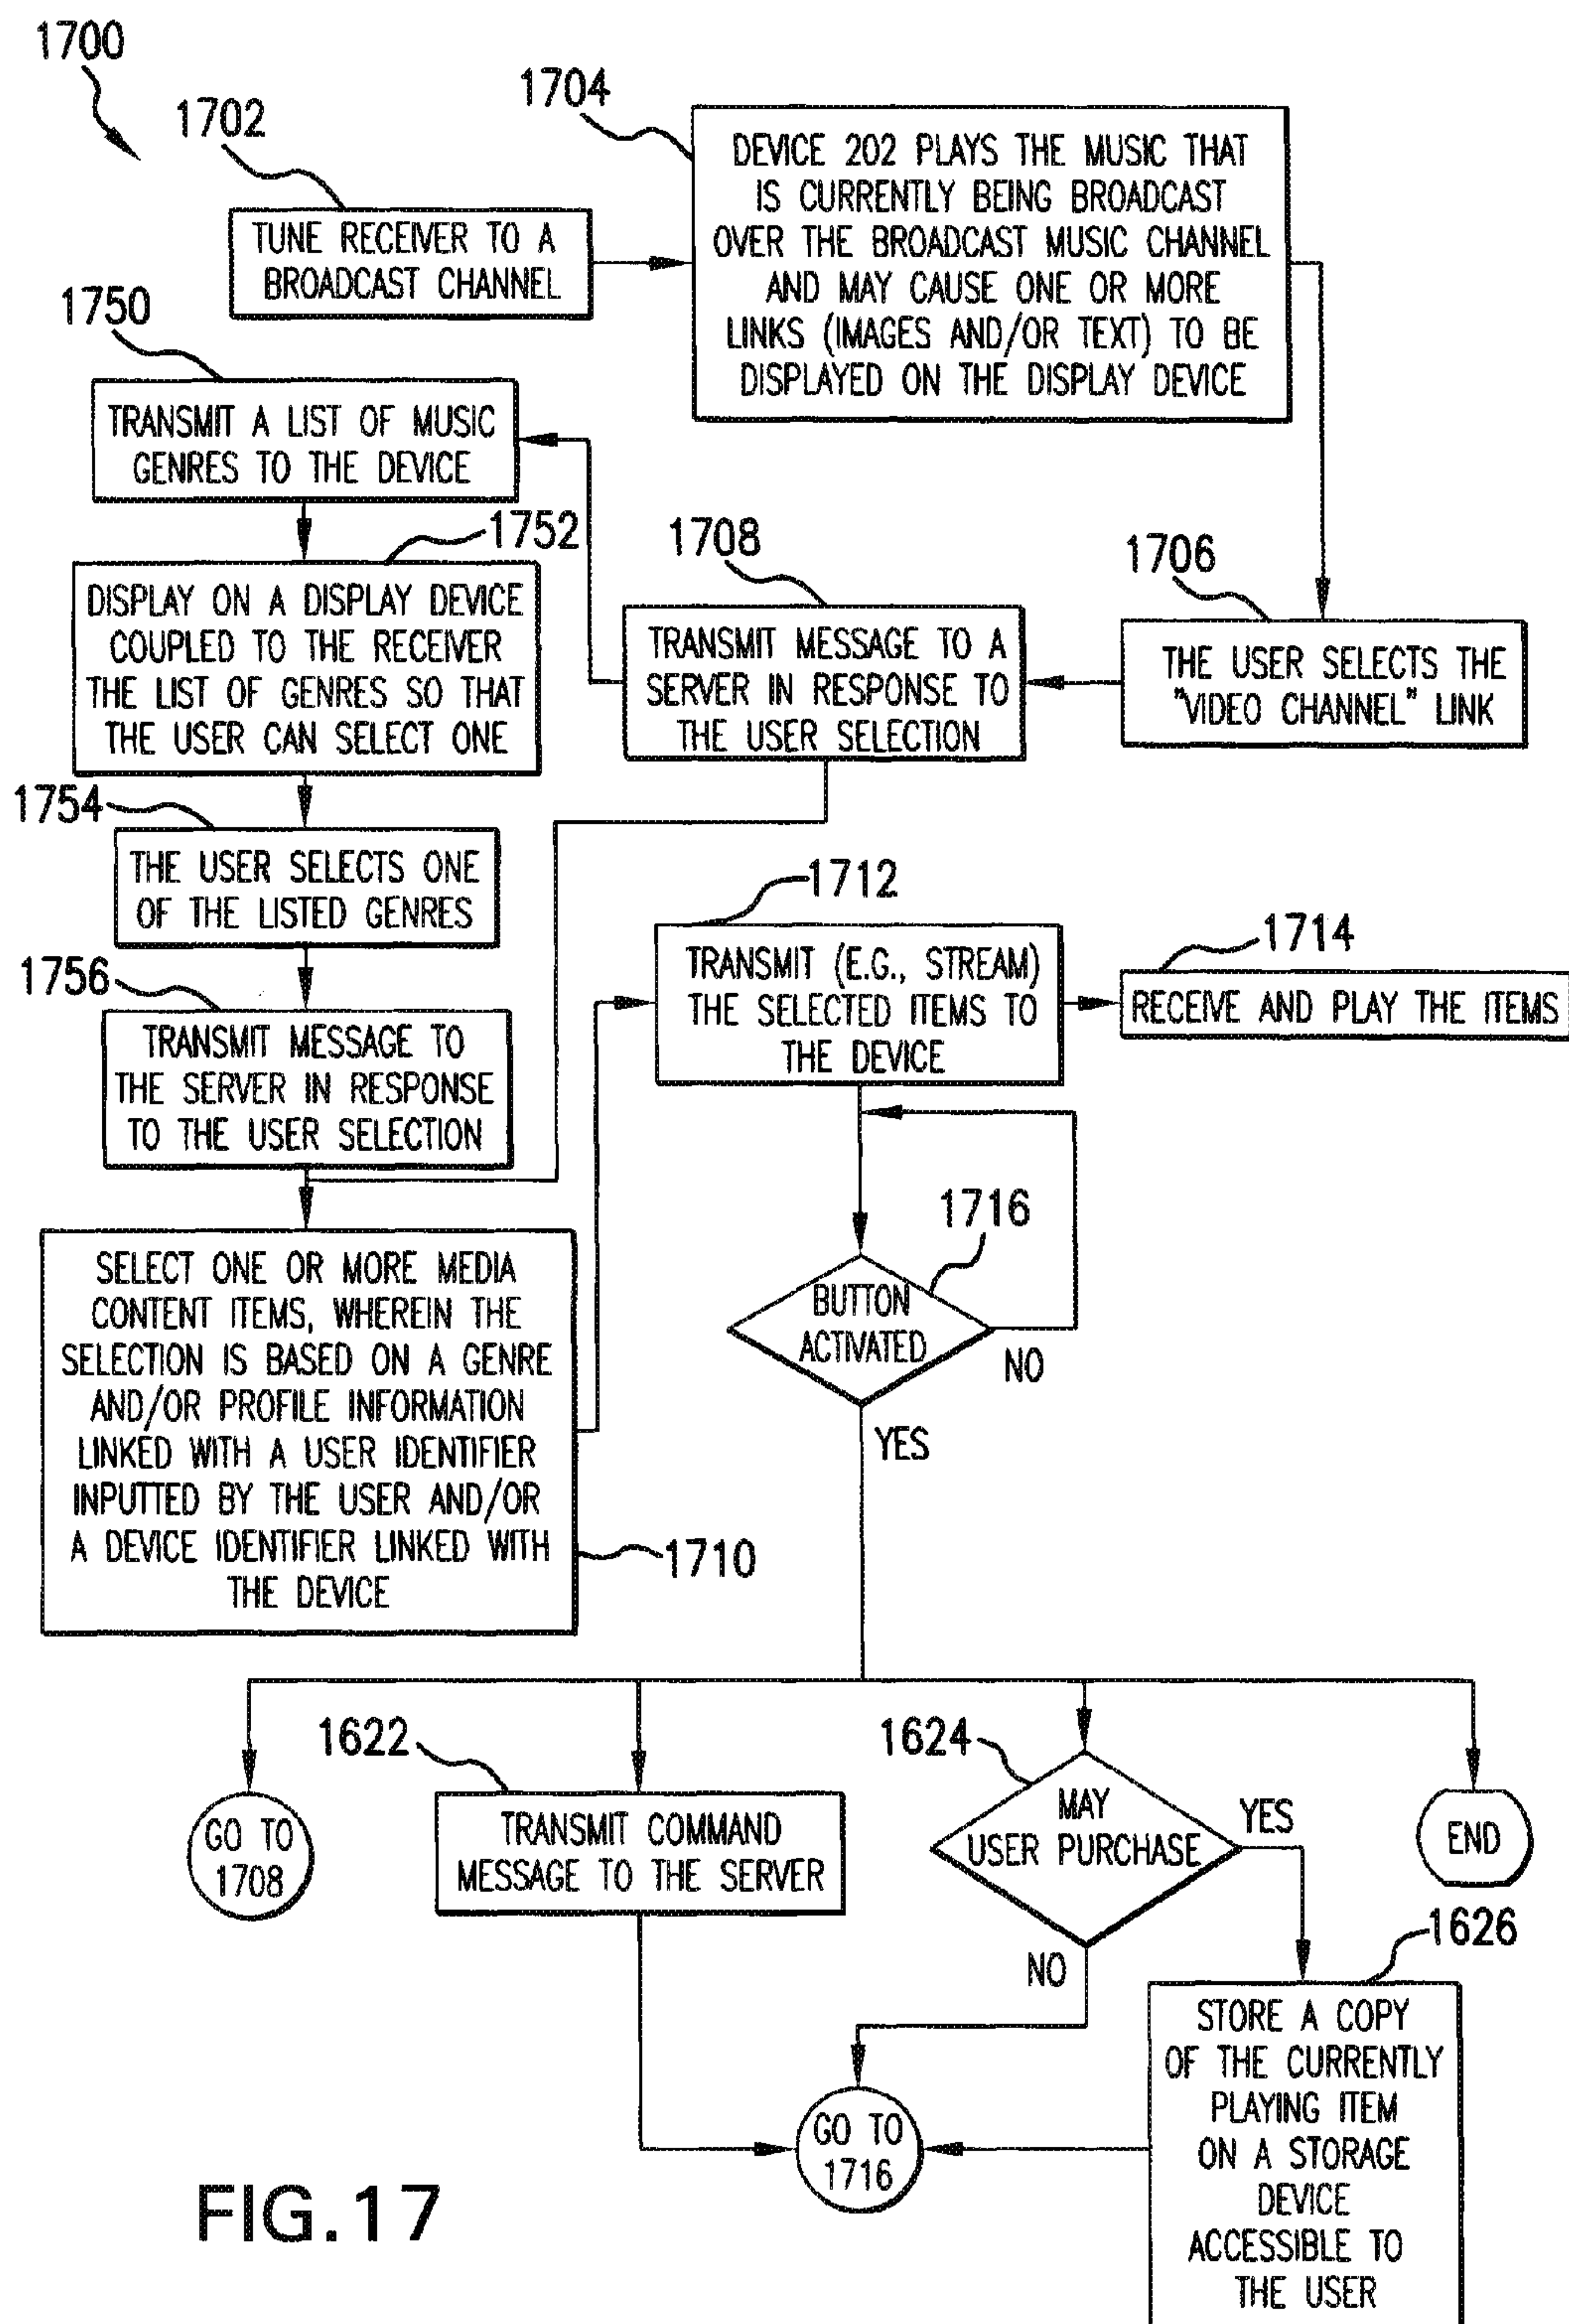 1700
1702
TUNE RECEIVER TO A
BROADCAST CHANNEL
1704
DEVICE 202 PLAYS THE MUSIC THAT
IS CURRENTLY BEING BROADCAST
OVER THE BROADCAST MUSIC CHANNEL
AND MAY CAUSE ONE OR MORE
LINKS (IMAGES AND/OR TEXT) TO BE
DISPLAYED ON THE DISPLAY DEVICE
1706
THE USER SELECTS THE
"VIDEO CHANNEL" LINK
1708
TRANSMIT MESSAGE TO A
SERVER IN RESPONSE TO
THE USER SELECTION
1750
TRANSMIT A LIST OF MUSIC
GENRES TO THE DEVICE
1752
DISPLAY ON A DISPLAY DEVICE
COUPLED TO THE RECEIVER
THE LIST OF GENRES SO THAT
THE USER CAN SELECT ONE
1754
THE USER SELECTS ONE
OF THE LISTED GENRES
1756
TRANSMIT MESSAGE TO
THE SERVER IN RESPONSE
TO THE USER SELECTION
SELECT ONE OR MORE MEDIA
CONTENT ITEMS, WHEREIN THE
SELECTION IS BASED ON A GENRE
AND/OR PROFILE INFORMATION
LINKED WITH A USER IDENTIFIER
INPUTTED BY THE USER AND/OR
A DEVICE IDENTIFIER LINKED WITH
THE DEVICE
1710
1712
TRANSMIT (E.G., STREAM)
THE SELECTED ITEMS TO
THE DEVICE
1714
RECEIVE AND PLAY THE ITEMS
1716
BUTTON
ACTIVATED
NO
YES
GO TO
1708
1622
TRANSMIT COMMAND
MESSAGE TO THE SERVER
1624
MAY
USER PURCHASE
YES
NO
END
1626
STORE A COPY
OF THE CURRENTLY
PLAYING ITEM
ON A STORAGE
DEVICE
ACCESSIBLE TO
THE USER
GO TO
1716
FIG.17